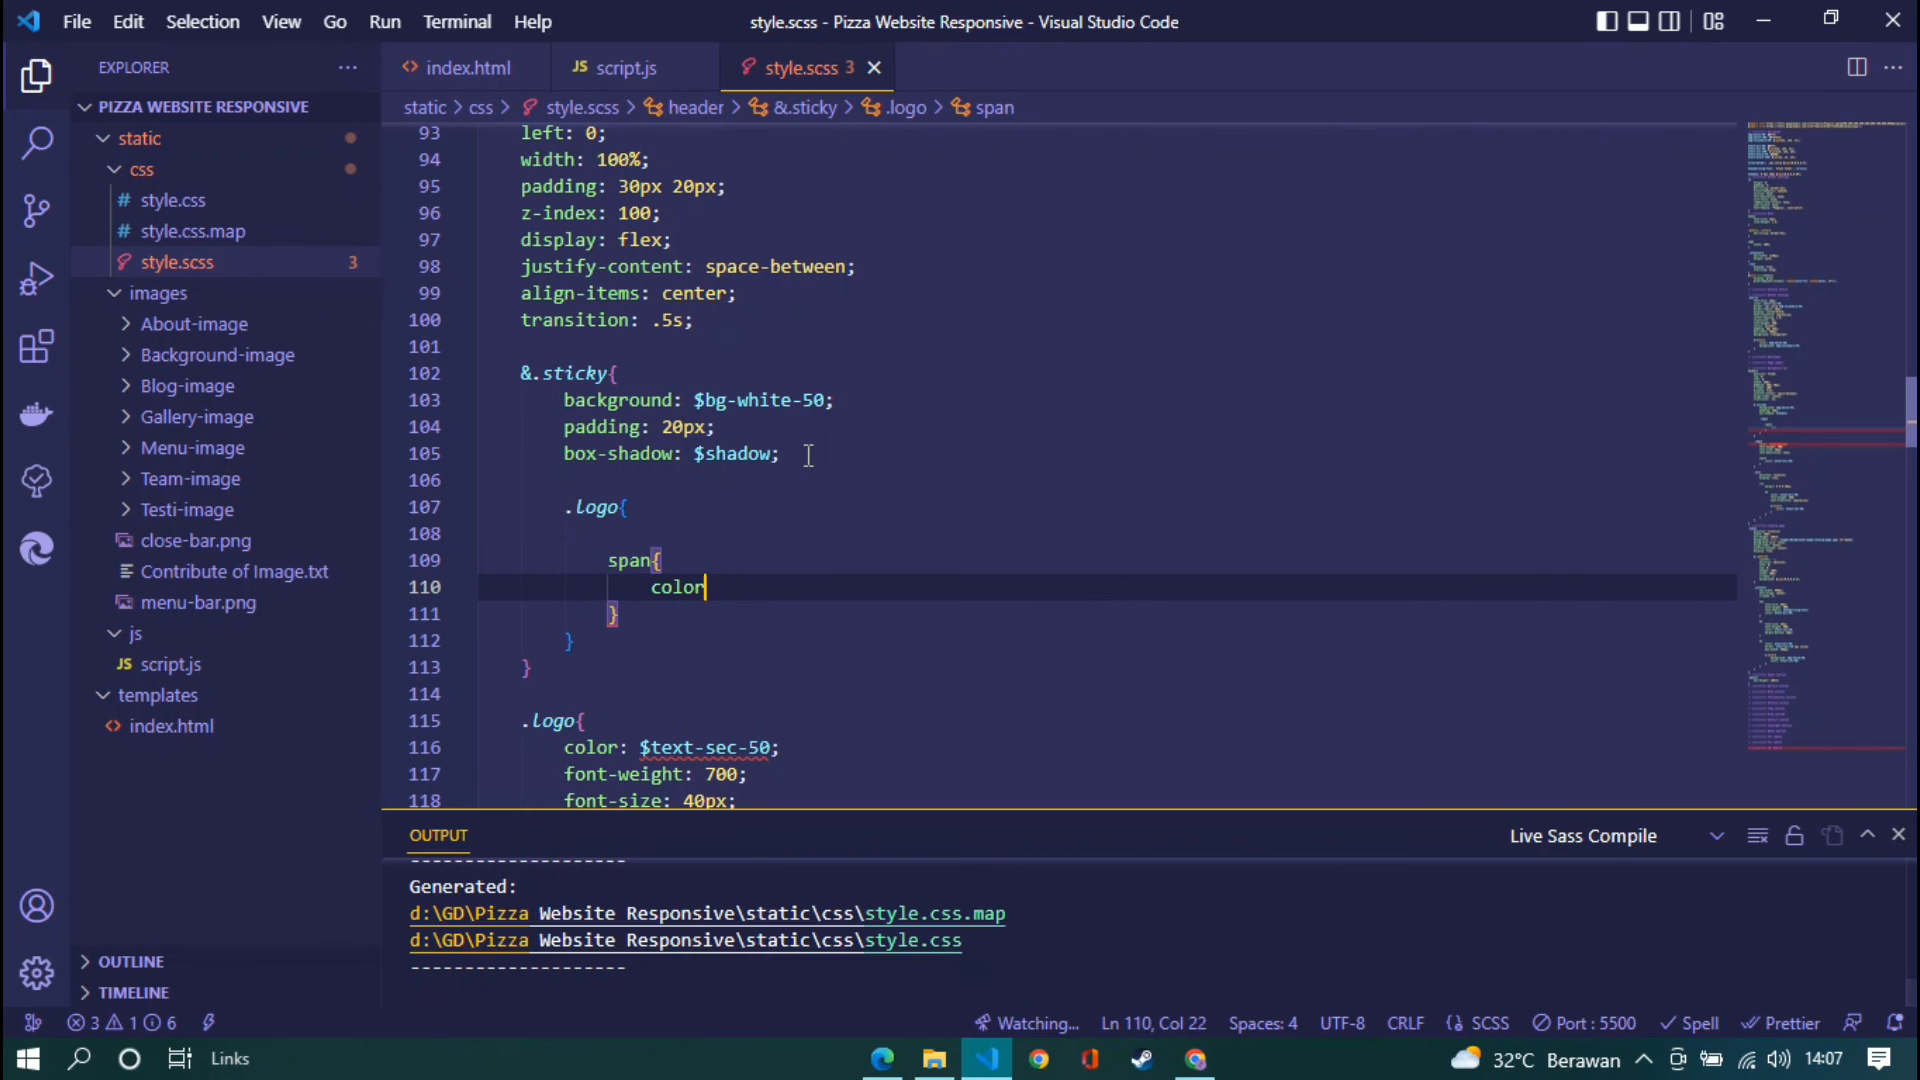 File Edit Selection View Go Run Terminal Help
style.scss - Pizza Website Responsive - Visual Studio Code
EXPLORER
index.html
JS script.js
style.scss 3
PIZZA WEBSITE RESPONSIVE
static > css > style.scss > header > &.sticky > .logo > span
static
css
# style.css
# style.css.map
style.scss 3
images
About-image
Background-image
Blog-image
Gallery-image
Menu-image
Team-image
Testi-image
close-bar.png
Contribute of Image.txt
menu-bar.png
js
JS script.js
templates
index.html
OUTLINE
TIMELINE
93 left: 0;
94 width: 100%;
95 padding: 30px 20px;
96 z-index: 100;
97 display: flex;
98 justify-content: space-between;
99 align-items: center;
100 transition: .5s;
101
102 &.sticky{
103 background: $bg-white-50;
104 padding: 20px;
105 box-shadow: $shadow;
106
107 .logo{
108
109 span{
110 color
111 }
112 }
113 }
114
115 .logo{
116 color: $text-sec-50;
117 font-weight: 700;
118 font-size: 40px;
OUTPUT
Live Sass Compile
--------------------
Generated:
d:\GD\Pizza Website Responsive\static\css\style.css.map
d:\GD\Pizza Website Responsive\static\css\style.css
--------------------
3 1 6
Watching... Ln 110, Col 22 Spaces: 4 UTF-8 CRLF {} SCSS Port : 5500 Spell Prettier
Links
32°C Berawan
14:07